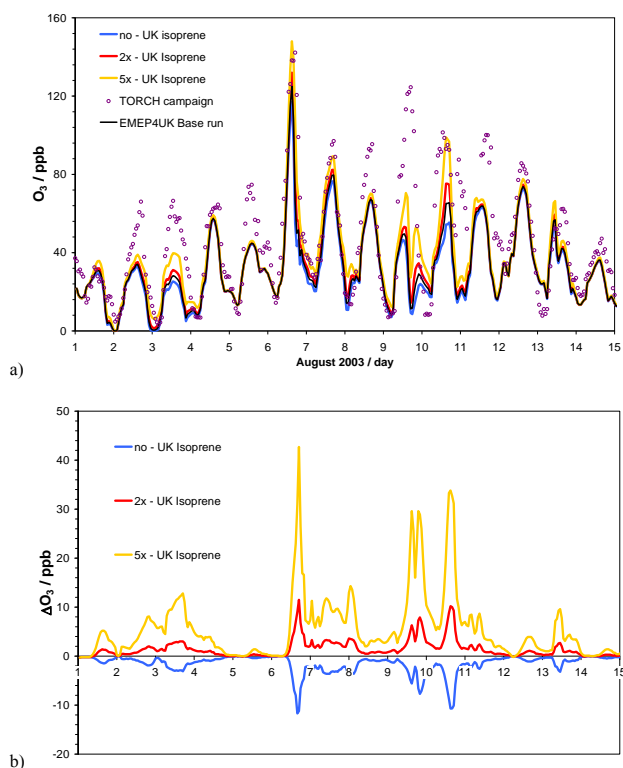 160
120
80
40
0
O3 / ppb
no - UK isoprene
2x - UK Isoprene
5x - UK Isoprene
TORCH campaign
EMEP4UK Base run
1 2 3 4 5 6 7 8 9 10 11 12 13 14 15
August 2003 / day
a)
50
40
30
20
10
0
-10
-20
ΔO3 / ppb
no - UK Isoprene
2x - UK Isoprene
5x - UK Isoprene
1 2 3 4 5 6 7 8 9 10 11 12 13 14 15
b)